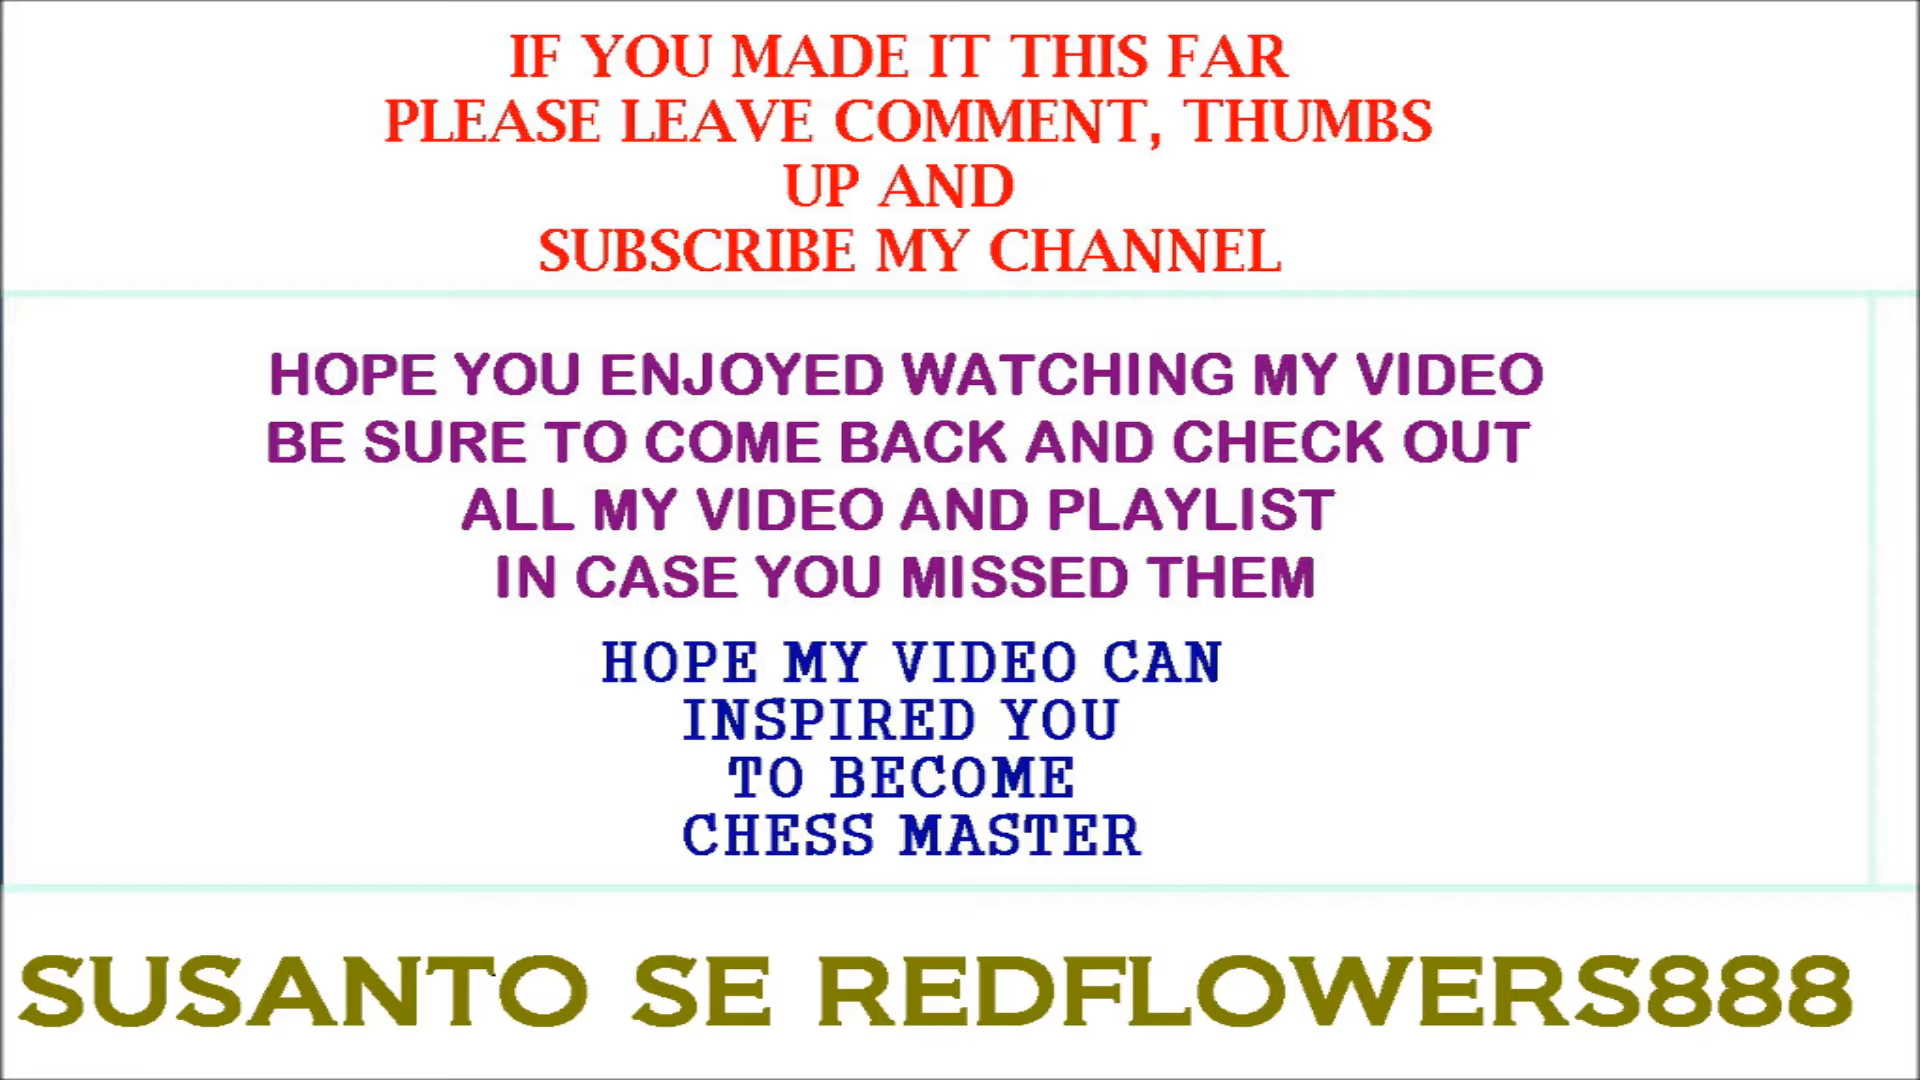 IF YOU MADE IT THIS FAR
PLEASE LEAVE COMMENT, THUMBS
UP AND
SUBSCRIBE MY CHANNEL
HOPE YOU ENJOYED WATCHING MY VIDEO
BE SURE TO COME BACK AND CHECK OUT
ALL MY VIDEO AND PLAYLIST
IN CASE YOU MISSED THEM
HOPE MY VIDEO CAN
INSPIRED YOU
TO BECOME
CHESS MASTER
SUSANTO SE REDFLOWERS888